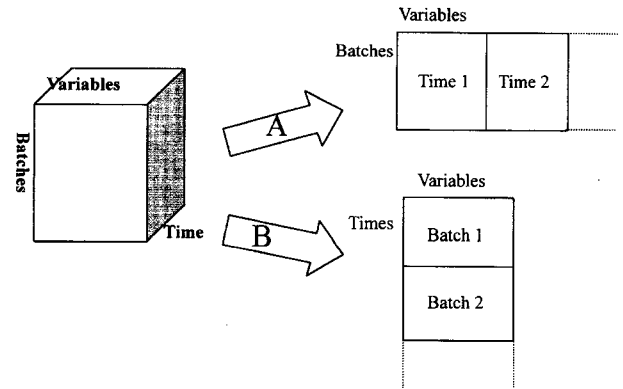 Variables
Batches
Time
A
B
Variables
Batches
Time 1 Time 2
Variables
Times
Batch 1
Batch 2